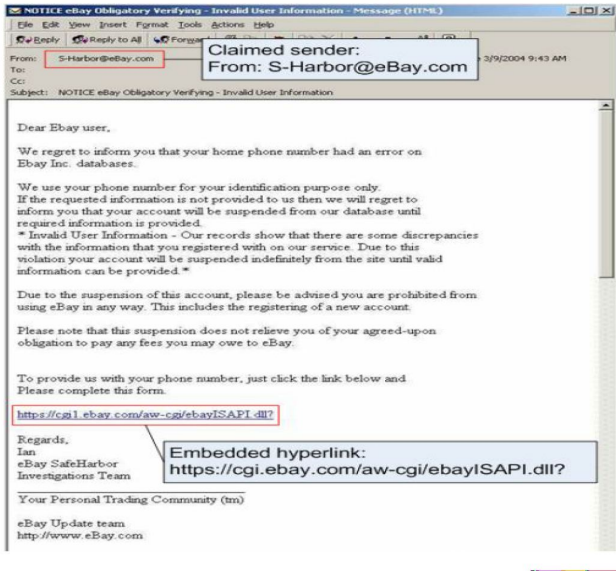 NOTICE eBay Obligatory Verifying - Invalid User Information - Message (HTML)
File Edit View Insert Format Tools Actions Help
Reply Reply to All Forward
Claimed sender:
From: S-Harbor@eBay.com
From: S-Harbor@eBay.com
3/9/2004 9:43 AM
To:
Cc:
Subject: NOTICE eBay Obligatory Verifying - Invalid User Information
Dear Ebay user,
We regret to inform you that your home phone number had an error on
Ebay Inc. databases.
We use your phone number for your identification purpose only.
If the requested information is not provided to us then we will regret to
inform you that your account will be suspended from our database until
required information is provided.
* Invalid User Information - Our records show that there are some discrepancies
with the information that you registered with on our service. Due to this
violation your account will be suspended indefinitely from the site until valid
information can be provided.*
Due to the suspension of this account, please be advised you are prohibited from
using eBay in any way. This includes the registering of a new account.
Please note that this suspension does not relieve you of your agreed-upon
obligation to pay any fees you may owe to eBay.
To provide us with your phone number, just click the link below and
Please complete this form.
https://cgi1.ebay.com/aw-cgi/ebayISAPI.dll?
Regards,
Ian
eBay SafeHarbor
Investigations Team
Embedded hyperlink:
https://cgi.ebay.com/aw-cgi/ebayISAPI.dll?
Your Personal Trading Community (tm)
eBay Update team
http://www.eBay.com